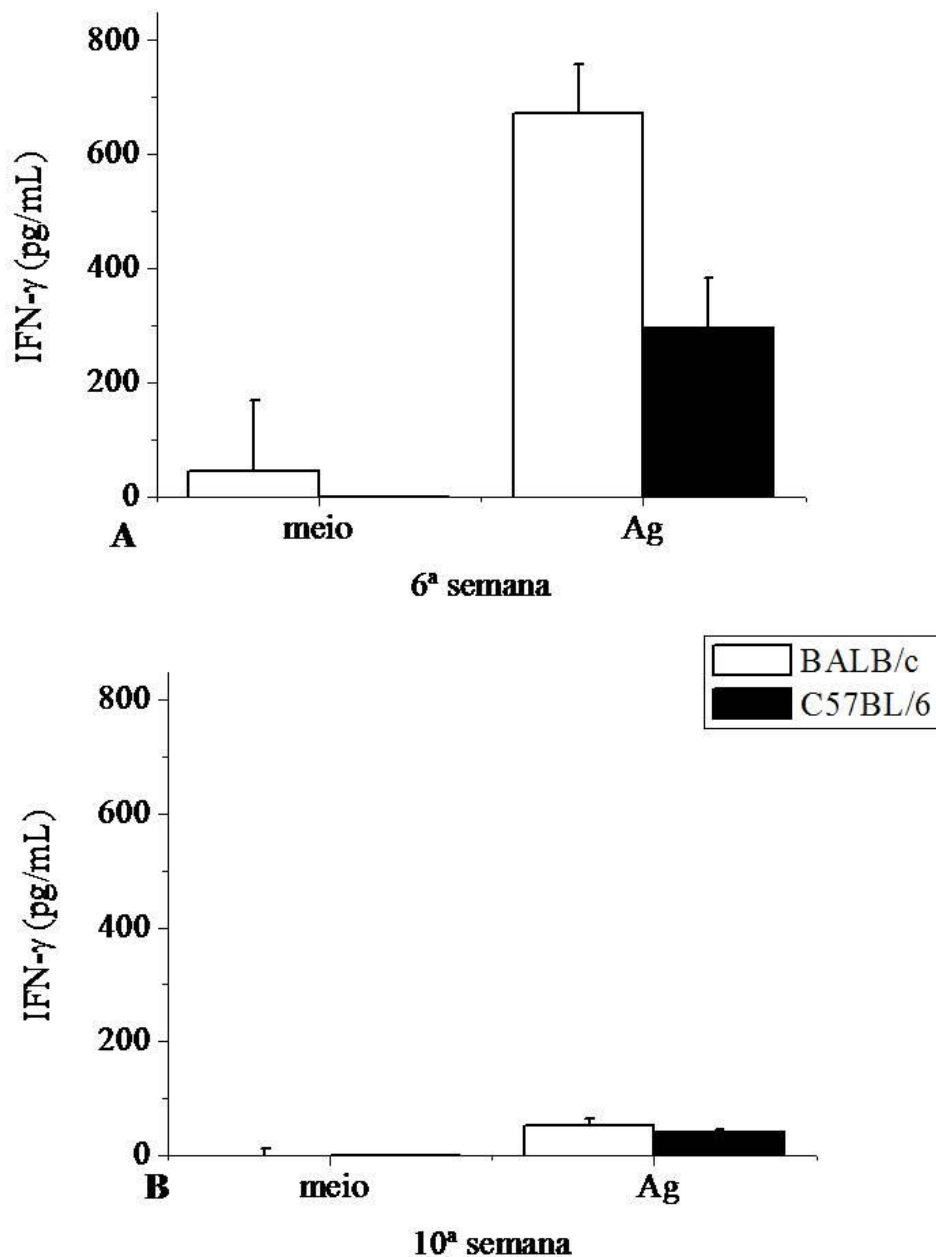 800
600
400
200
0
IFN-γ (pg/mL)
A
meio Ag
6ª semana
BALB/c
C57BL/6
800
600
400
200
0
IFN-γ (pg/mL)
B
meio Ag
10ª semana